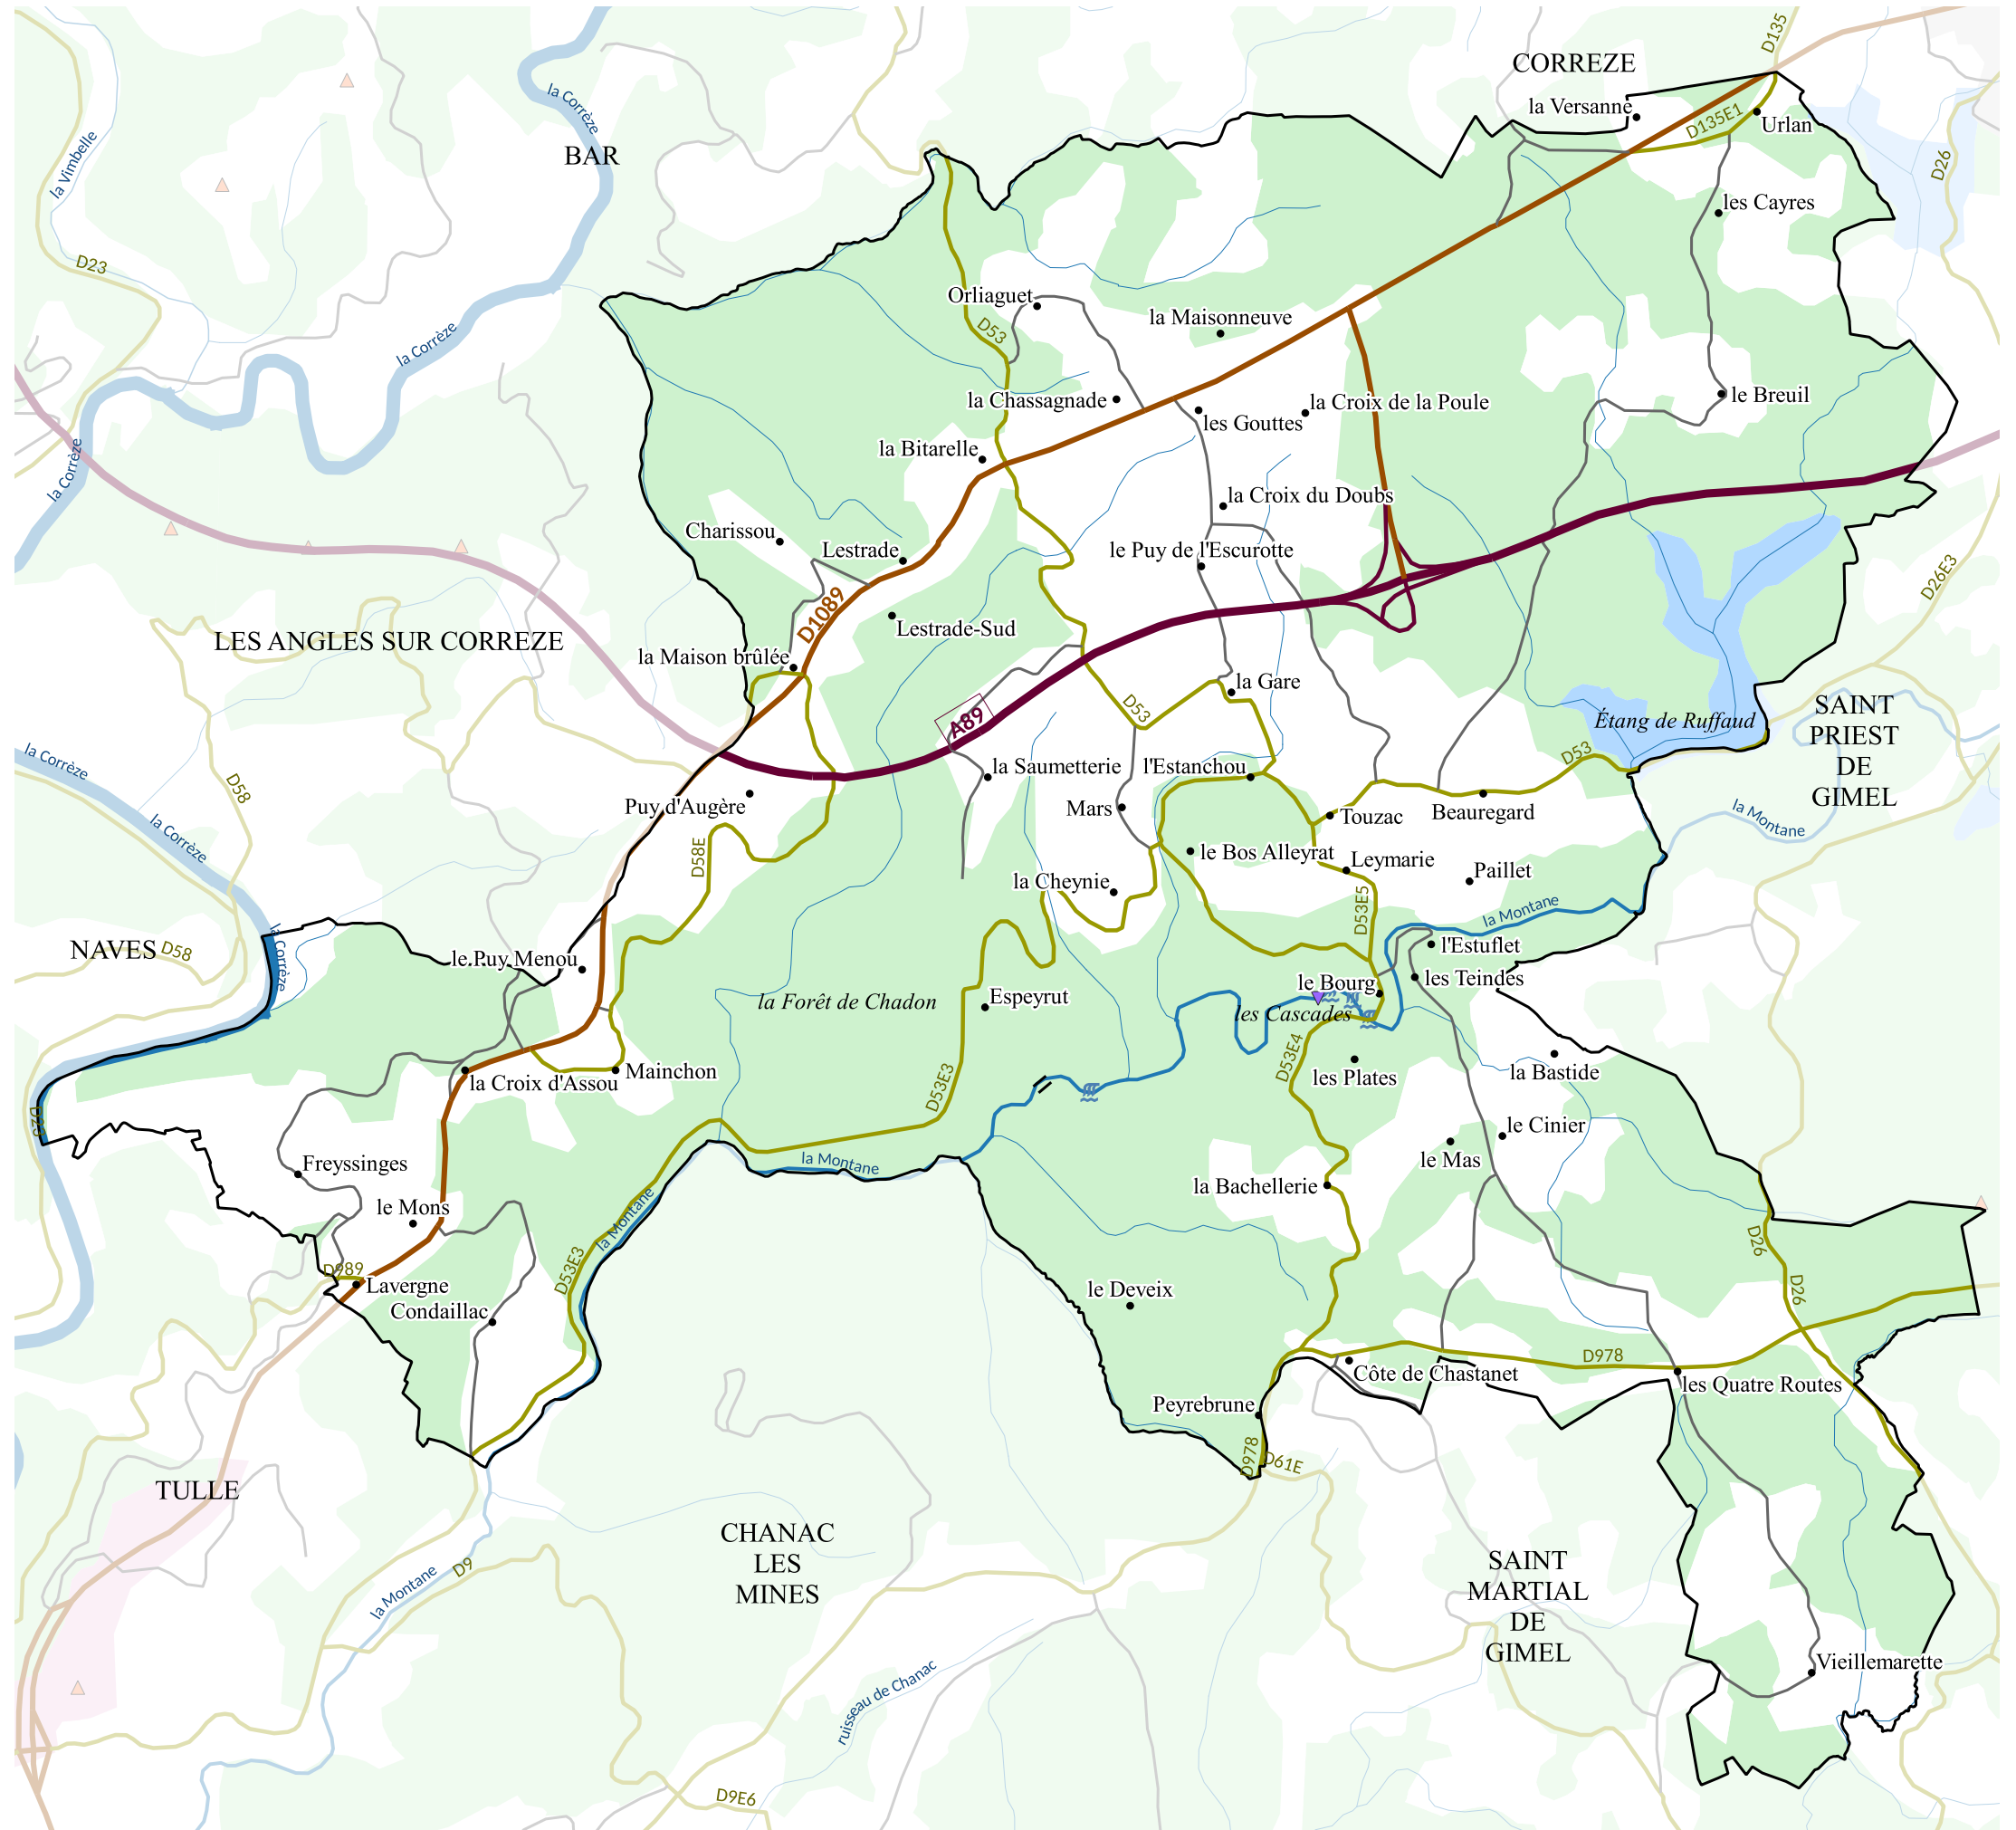 D135
CORREZE
la Corrèze
la Versanne
D135E1
Urlan
la Vimbelle
BAR
D26
les Cayres
D23
Orliaguet
D53
la Maisonneuve
la Corrèze
la Chassagnade
la Croix de la Poule
le Breuil
les Gouttes
la Bitarelle
la Corrèze
la Croix du Doubs
Charissou
Lestrade
le Puy de l'Escurotte
D26E3
D1089
Lestrade-Sud
LES ANGLES SUR CORREZE
la Maison brûlée
la Gare
A89
D53
Étang de Ruffaud
SAINT
PRIEST
DE
GIMEL
la Corrèze
D58
la Saumetterie
l'Estanchou
D53
Puy d'Augère
Mars
Touzac
Beauregard
la Montane
la Corrèze
D58E
le Bos Alleyrat
Leymarie
Paillet
la Cheynie
D53E5
la Montane
NAVES
D58
la Corrèze
le Puy Menou
l'Estuflet
le Bourg
les Teindes
la Forêt de Chadon
Espeyrut
les Cascades
D53E4
la Croix d'Assou
Mainchon
D53E3
les Plates
la Bastide
D23
le Cinier
le Mas
Freyssinges
la Montane
la Bachellerie
le Mons
la Montane
D26
D989
Lavergne
D53E3
le Deveix
D26
Condaillac
D978
Côte de Chastanet
les Quatre Routes
Peyrebrune
D978
D61E
TULLE
CHANAC
LES
MINES
SAINT
MARTIAL
DE
GIMEL
D9
la Montane
Vieillemarette
ruisseau de Chanac
D9E6